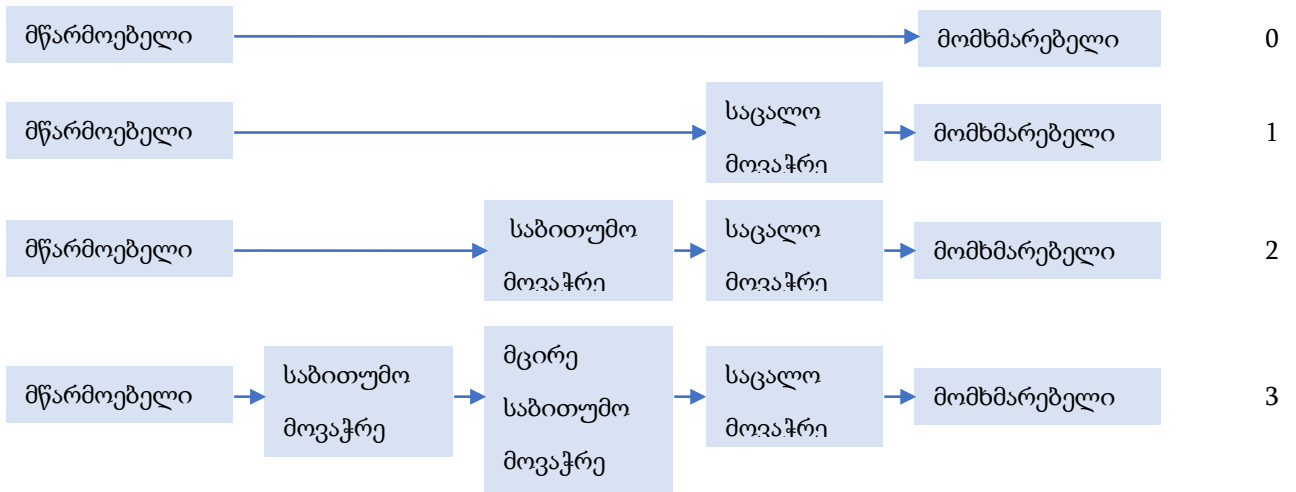 მწარმოებელი მომხმარებელი 0
საცალო
მწარმოებელი მომხმარებელი 1
მოვაჭრე
საბითუმო საცალო
მწარმოებელი მომხმარებელი 2
მოვაჭრე მოვაჭრე
მცირე
საბითუმო საცალო
მწარმოებელი საბითუმო მომხმარებელი 3
მოვაჭრე მოვაჭრე
მოვაჭრე